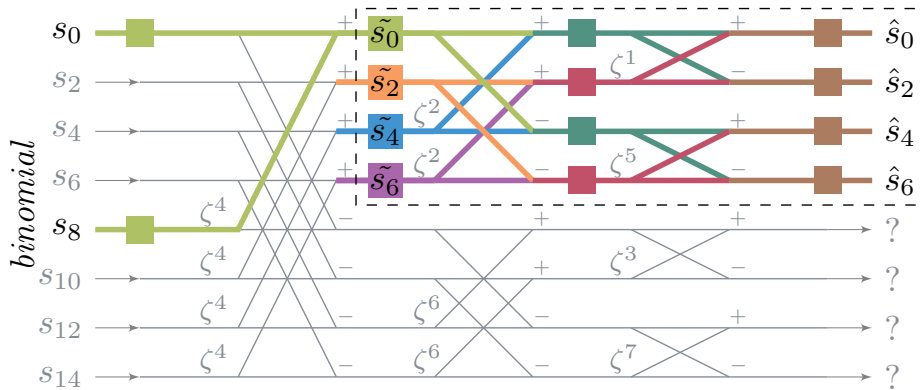 binomial
s₀ + s̃₀ + + ŝ₀
s₂ + s̃₂ + ζ¹ − ŝ₂
s₄ + s̃₄ ζ² − + ŝ₄
s₆ + s̃₆ ζ² − ζ⁵ − ŝ₆
s₈ ζ⁴ − + + ?
s₁₀ ζ⁴ − + ζ³ − ?
s₁₂ ζ⁴ − ζ⁶ − + ?
s₁₄ ζ⁴ − ζ⁶ − ζ⁷ − ?